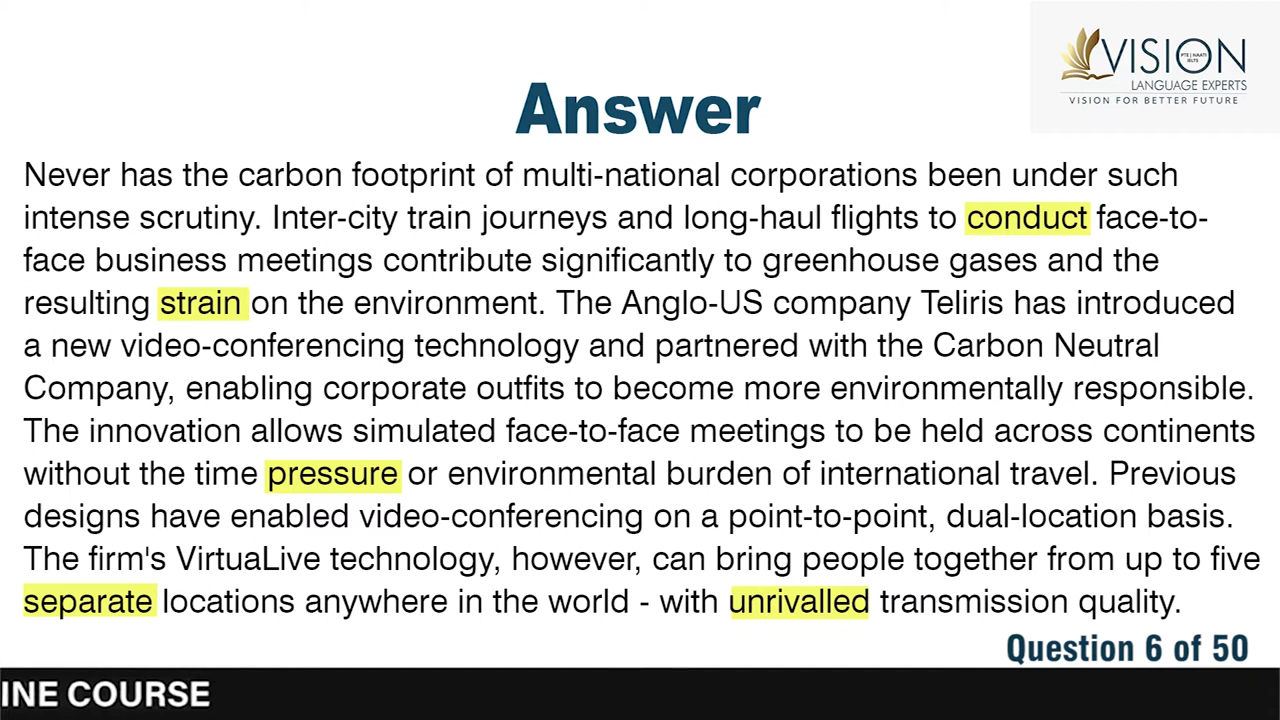 VISION
PTE | NAATI
IELTS
LANGUAGE EXPERTS
VISION FOR BETTER FUTURE
Answer
Never has the carbon footprint of multi-national corporations been under such
intense scrutiny. Inter-city train journeys and long-haul flights to conduct face-to-
face business meetings contribute significantly to greenhouse gases and the
resulting strain on the environment. The Anglo-US company Teliris has introduced
a new video-conferencing technology and partnered with the Carbon Neutral
Company, enabling corporate outfits to become more environmentally responsible.
The innovation allows simulated face-to-face meetings to be held across continents
without the time pressure or environmental burden of international travel. Previous
designs have enabled video-conferencing on a point-to-point, dual-location basis.
The firm's VirtuaLive technology, however, can bring people together from up to five
separate locations anywhere in the world - with unrivalled transmission quality.
Question 6 of 50
INE COURSE